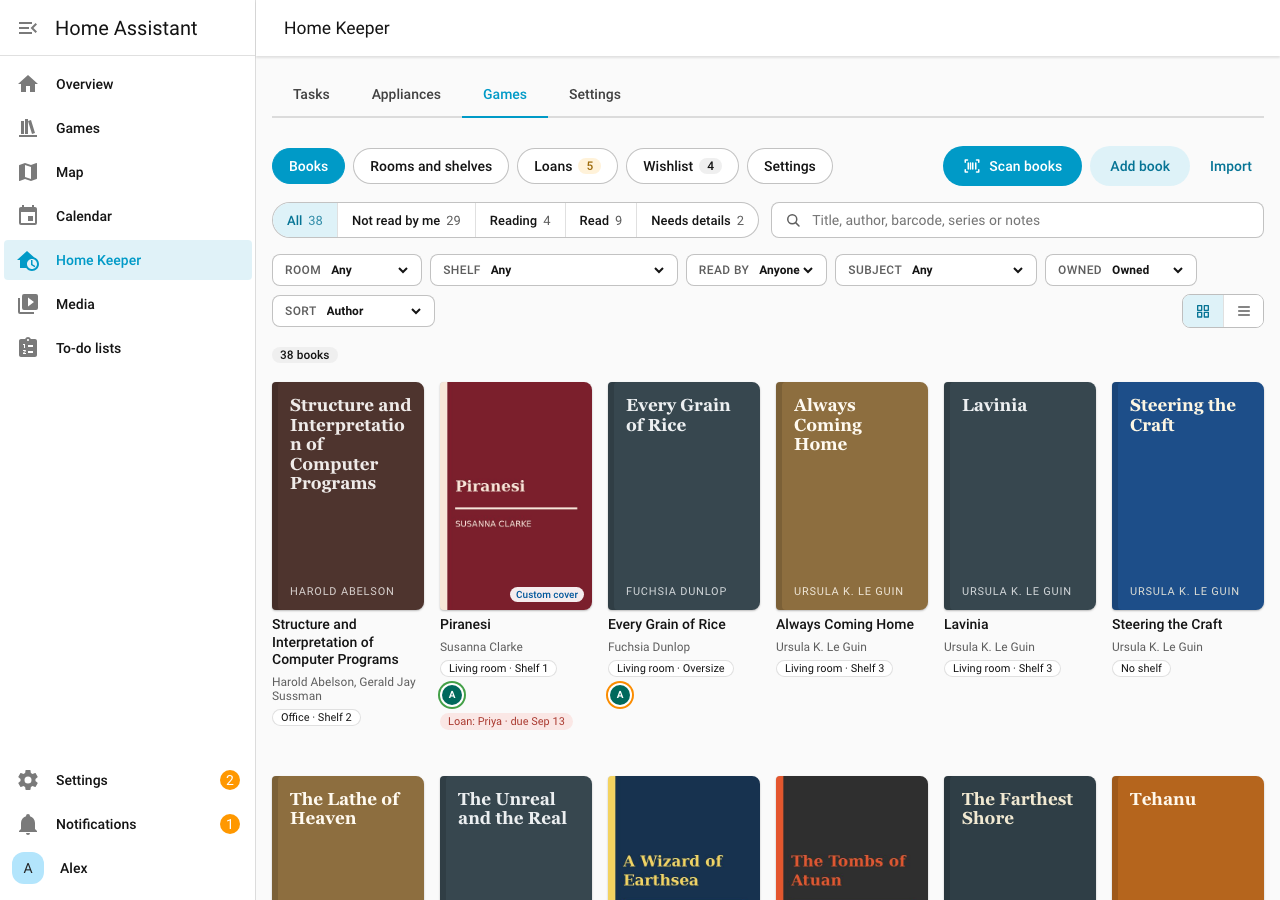 Home Assistant
Home Keeper
Overview
Games
Map
Calendar
Home Keeper
Media
To-do lists
Settings 2
Notifications 1
A Alex
Tasks Appliances Games Settings
Books Rooms and shelves Loans 5 Wishlist 4 Settings Scan books Add book Import
All 38 Not read by me 29 Reading 4 Read 9 Needs details 2 Title, author, barcode, series or notes
ROOM Any SHELF Any READ BY Anyone SUBJECT Any OWNED Owned
SORT Author
38 books
Structure and
Interpretatio
n of
Computer
Programs
HAROLD ABELSON
Structure and
Interpretation of
Computer Programs
Harold Abelson, Gerald Jay
Sussman
Office · Shelf 2
Piranesi
SUSANNA CLARKE
Custom cover
Piranesi
Susanna Clarke
Living room · Shelf 1
A
Loan: Priya · due Sep 13
Every Grain
of Rice
FUCHSIA DUNLOP
Every Grain of Rice
Fuchsia Dunlop
Living room · Oversize
A
Always
Coming
Home
URSULA K. LE GUIN
Always Coming Home
Ursula K. Le Guin
Living room · Shelf 3
Lavinia
URSULA K. LE GUIN
Lavinia
Ursula K. Le Guin
Living room · Shelf 3
Steering the
Craft
URSULA K. LE GUIN
Steering the Craft
Ursula K. Le Guin
No shelf
The Lathe of
Heaven
The Unreal
and the Real
A Wizard of
Earthsea
The Tombs of
Atuan
The Farthest
Shore
Tehanu